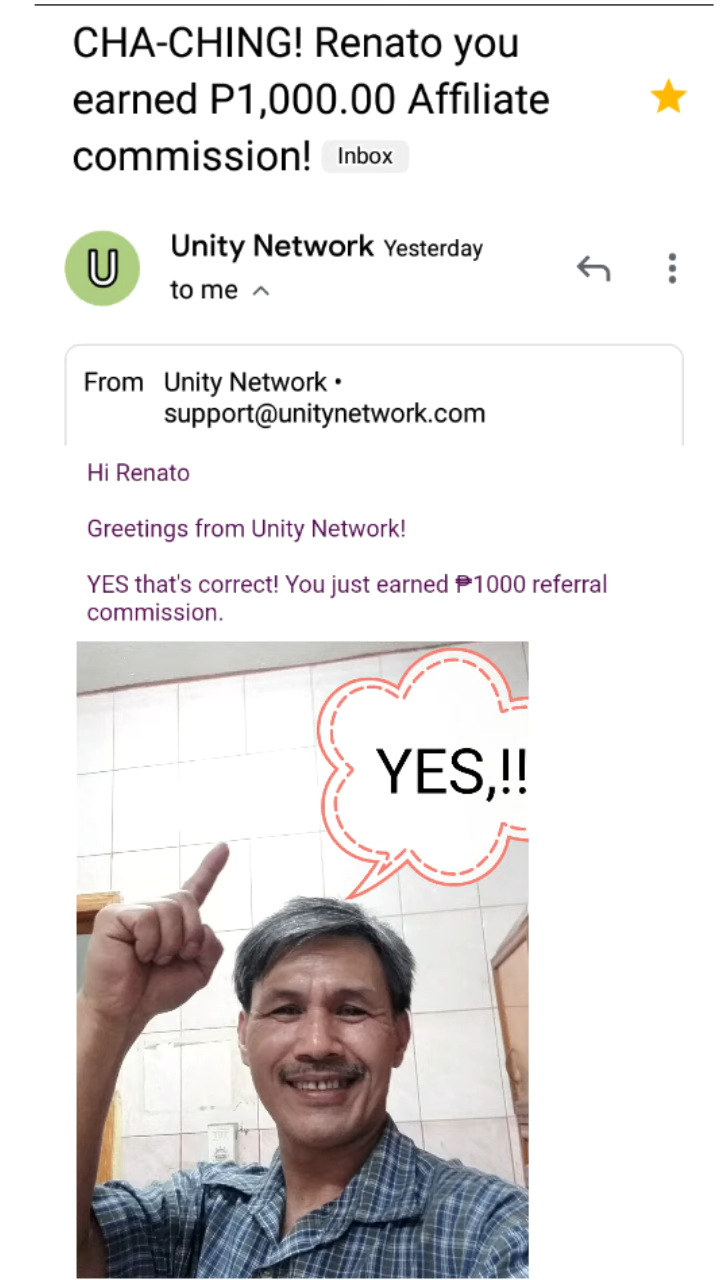 CHA-CHING! Renato you
earned P1,000.00 Affiliate
commission! Inbox
U
Unity Network Yesterday
to me
From Unity Network •
support@unitynetwork.com
Hi Renato
Greetings from Unity Network!
YES that's correct! You just earned ₱1000 referral
commission.
YES,!!